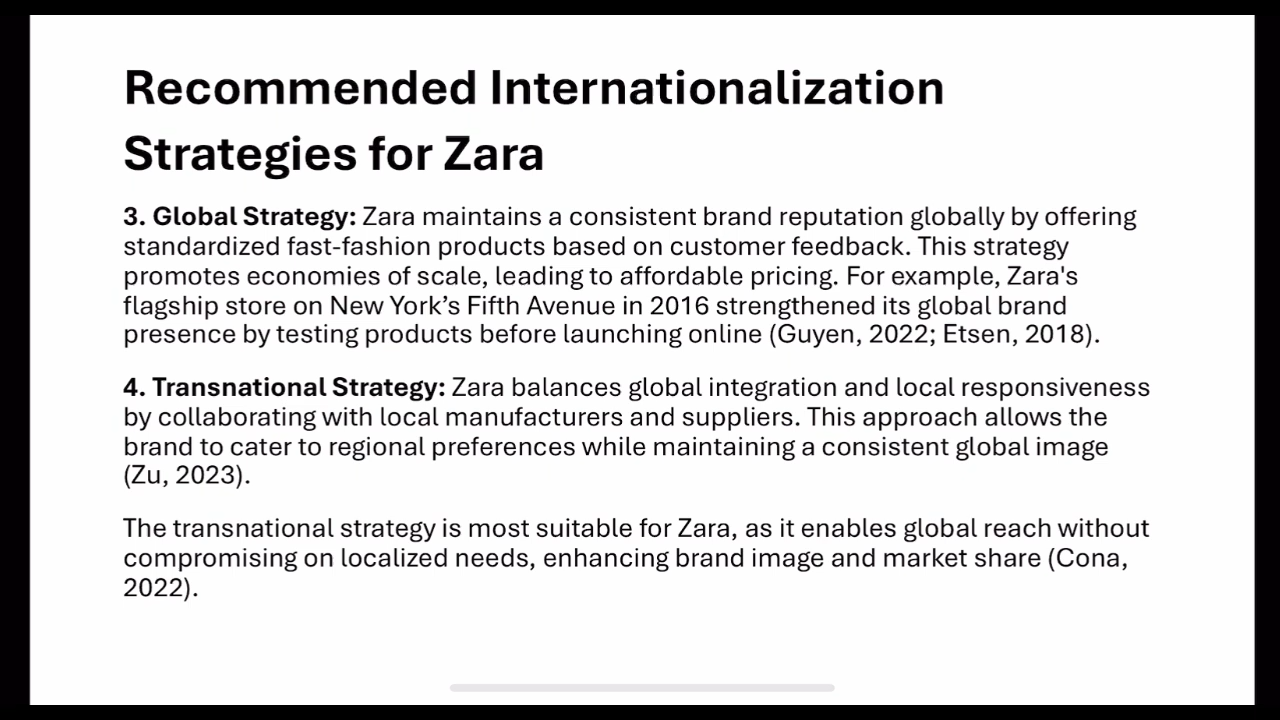 Recommended Internationalization
Strategies for Zara
3. Global Strategy: Zara maintains a consistent brand reputation globally by offering
standardized fast-fashion products based on customer feedback. This strategy
promotes economies of scale, leading to affordable pricing. For example, Zara's
flagship store on New York’s Fifth Avenue in 2016 strengthened its global brand
presence by testing products before launching online (Guyen, 2022; Etsen, 2018).
4. Transnational Strategy: Zara balances global integration and local responsiveness
by collaborating with local manufacturers and suppliers. This approach allows the
brand to cater to regional preferences while maintaining a consistent global image
(Zu, 2023).
The transnational strategy is most suitable for Zara, as it enables global reach without
compromising on localized needs, enhancing brand image and market share (Cona,
2022).